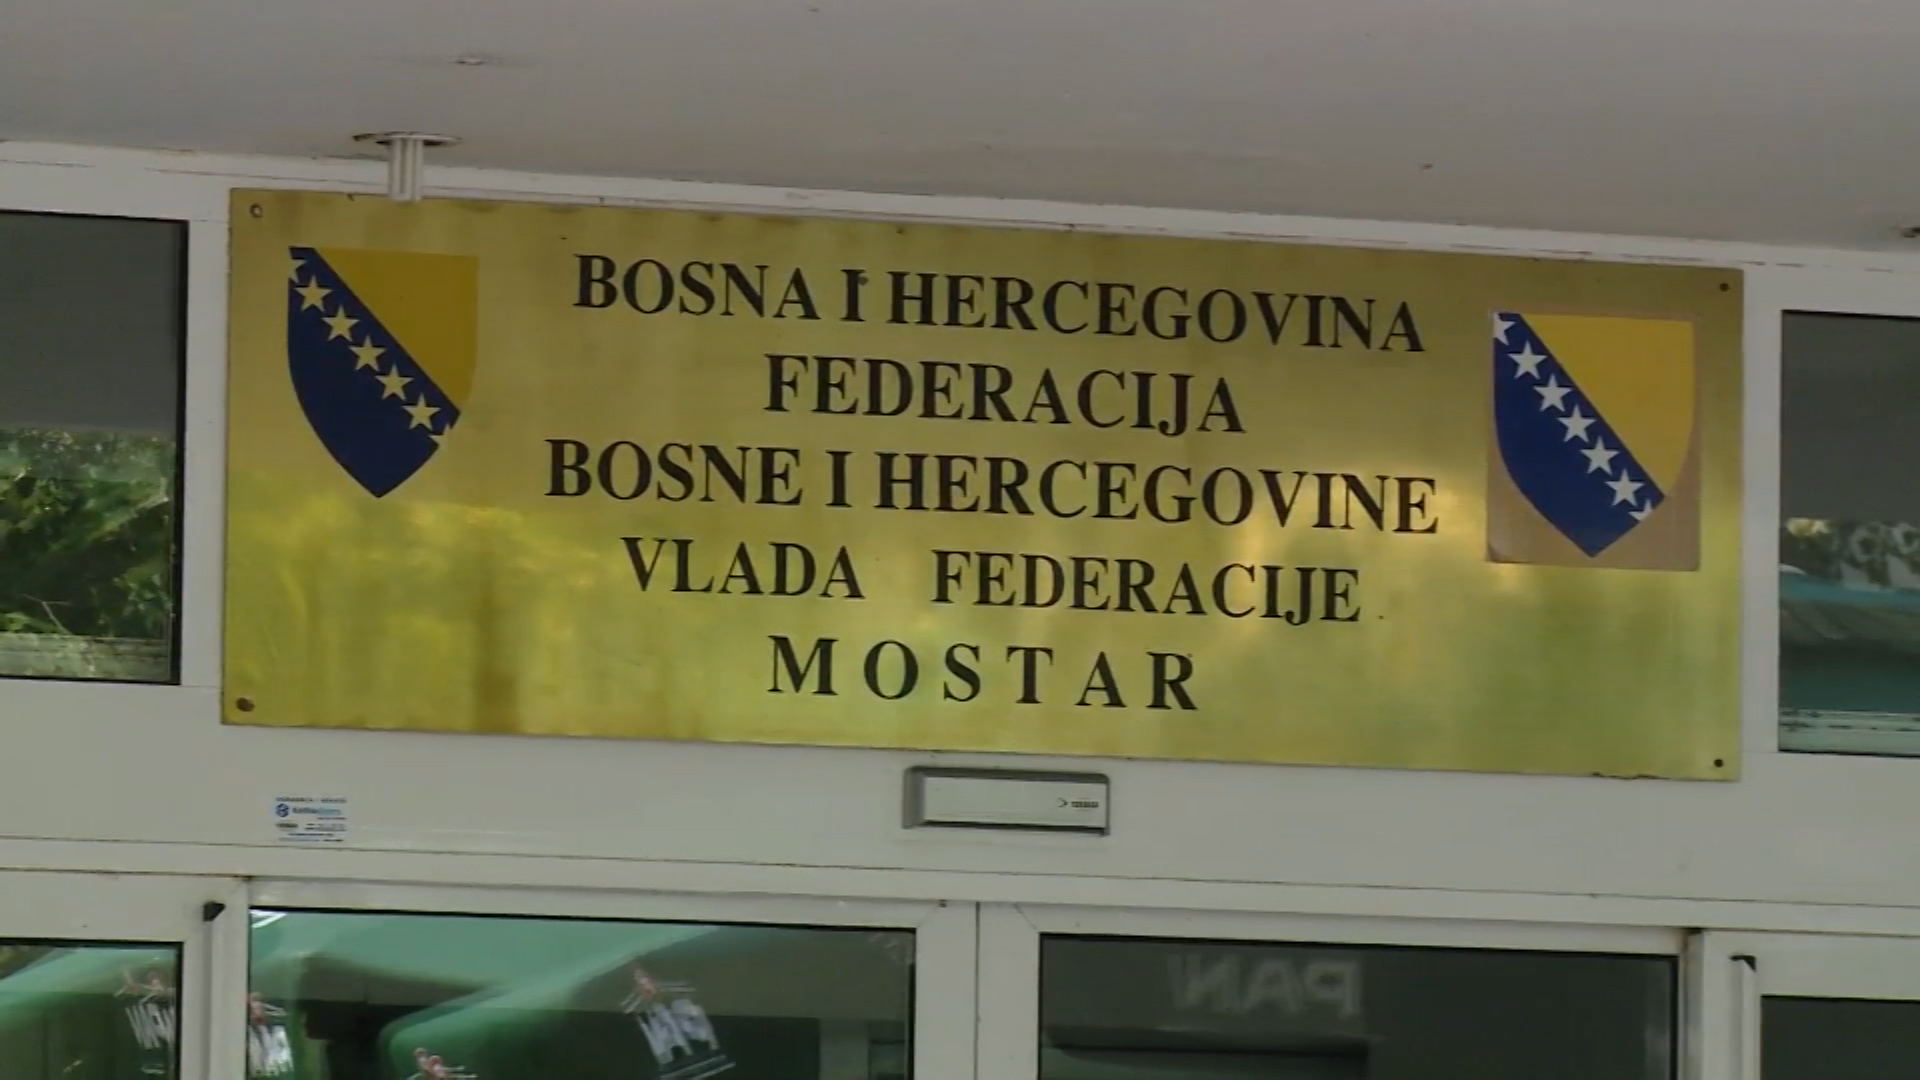 BOSNA I HERCEGOVINA
FEDERACIJA
BOSNE I HERCEGOVINE
VLADA FEDERACIJE
MOSTAR